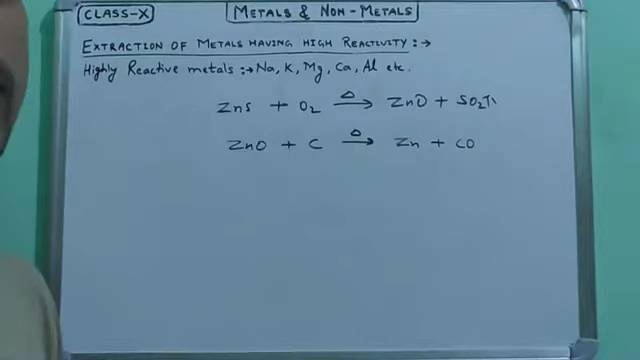 CLASS-X
METALS & NON-METALS
EXTRACTION OF METALS HAVING HIGH REACTIVITY :→
Highly Reactive metals :→ Na, K, Mg, Ca, Al etc.
ZnS + O₂ —Δ→ ZnO + SO₂↑
ZnO + C —Δ→ Zn + CO